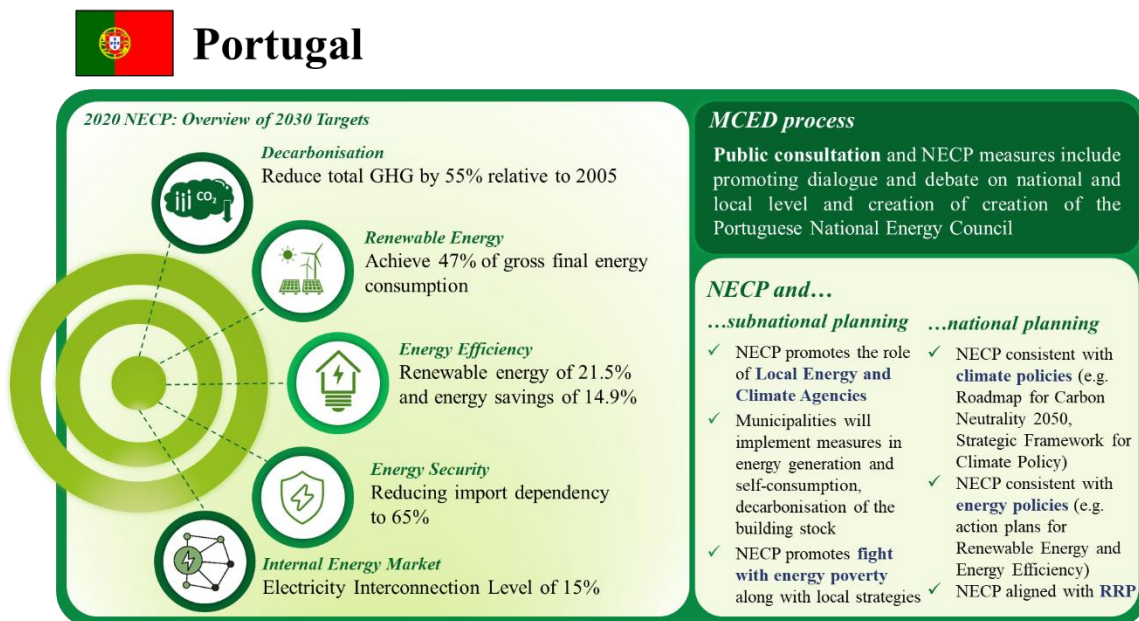 Portugal
2020 NECP: Overview of 2030 Targets
Decarbonisation
Reduce total GHG by 55% relative to 2005
CO2
Renewable Energy
Achieve 47% of gross final energy
consumption
Energy Efficiency
Renewable energy of 21.5%
and energy savings of 14.9%
Energy Security
Reducing import dependency
to 65%
Internal Energy Market
Electricity Interconnection Level of 15%
MCED process
Public consultation and NECP measures include
promoting dialogue and debate on national and
local level and creation of creation of the
Portuguese National Energy Council
NECP and…
…subnational planning
✓ NECP promotes the role
of Local Energy and
Climate Agencies
✓ Municipalities will
implement measures in
energy generation and
self-consumption,
decarbonisation of the
building stock
✓ NECP promotes fight
with energy poverty
along with local strategies
…national planning
✓ NECP consistent with
climate policies (e.g.
Roadmap for Carbon
Neutrality 2050,
Strategic Framework for
Climate Policy)
✓ NECP consistent with
energy policies (e.g.
action plans for
Renewable Energy and
Energy Efficiency)
✓ NECP aligned with RRP